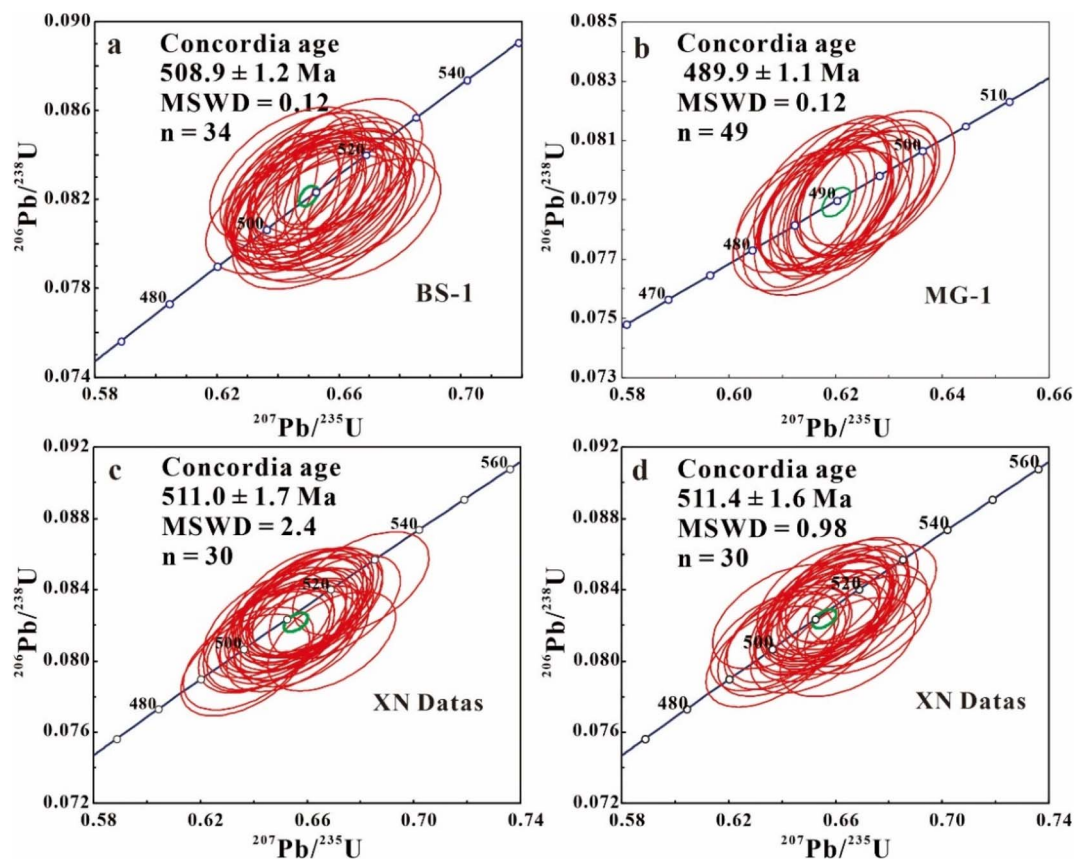 a
Concordia age
508.9 ± 1.2 Ma
MSWD = 0.12
n = 34
BS-1
480
500
520
540
0.090
0.086
0.082
0.078
0.074
0.58
0.62
0.66
0.70
²⁰⁶Pb/²³⁸U
²⁰⁷Pb/²³⁵U
b
Concordia age
489.9 ± 1.1 Ma
MSWD = 0.12
n = 49
MG-1
470
480
490
500
510
0.085
0.083
0.081
0.079
0.077
0.075
0.073
0.58
0.60
0.62
0.64
0.66
²⁰⁶Pb/²³⁸U
²⁰⁷Pb/²³⁵U
c
Concordia age
511.0 ± 1.7 Ma
MSWD = 2.4
n = 30
XN Datas
480
500
520
540
560
0.092
0.088
0.084
0.080
0.076
0.072
0.58
0.62
0.66
0.70
0.74
²⁰⁶Pb/²³⁸U
²⁰⁷Pb/²³⁵U
d
Concordia age
511.4 ± 1.6 Ma
MSWD = 0.98
n = 30
XN Datas
480
500
520
540
560
0.092
0.088
0.084
0.080
0.076
0.072
0.58
0.62
0.66
0.70
0.74
²⁰⁶Pb/²³⁸U
²⁰⁷Pb/²³⁵U